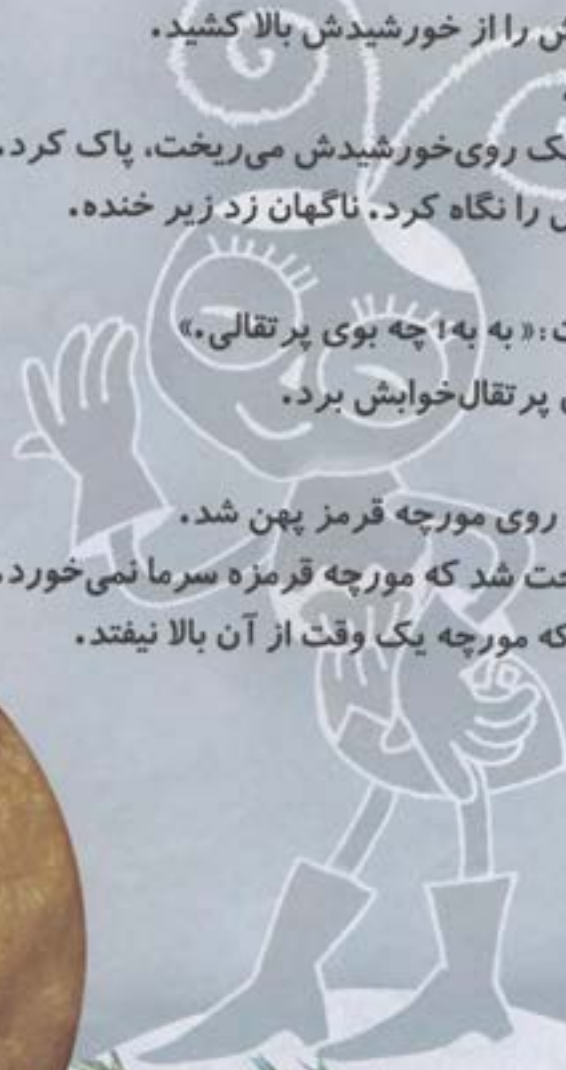 را از خورشیدش بالا کشید.
روی خورشیدش می‌ریخت، پاک کرد.
را نگاه کرد. ناگهان زد زیر خنده.
:« به به! چه بوی پرتقالی.»
پرتقال خوابش برد.
روی مورچه قرمز پهن شد.
شد که مورچه قرمزه سرما نمی‌خورد.
که مورچه یک وقت از آن بالا نیفتد.